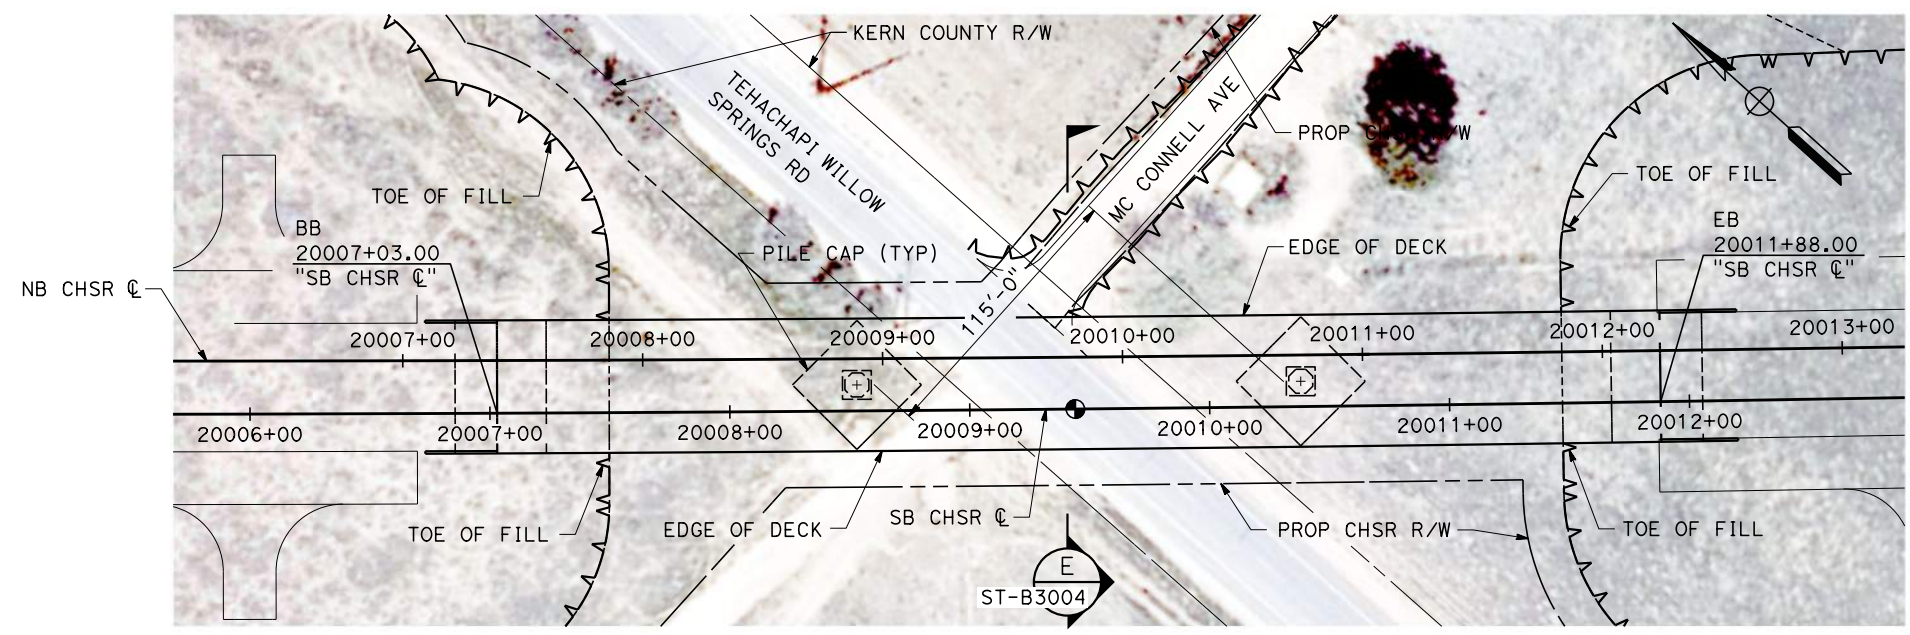 KERN COUNTY R/W
TEHACHAPI WILLOW
SPRINGS RD
MC CONNELL AVE
PROP CHSR R/W
TOE OF FILL
TOE OF FILL
BB
20007+03.00
"SB CHSR ℄"
EB
20011+88.00
"SB CHSR ℄"
PILE CAP (TYP)
EDGE OF DECK
NB CHSR ℄
115'-0"
20007+00 20008+00 20009+00 20010+00 20011+00 20012+00 20013+00
20006+00 20007+00 20008+00 20009+00 20010+00 20011+00 20012+00
TOE OF FILL
EDGE OF DECK
SB CHSR ℄
PROP CHSR R/W
TOE OF FILL
E
ST-B3004